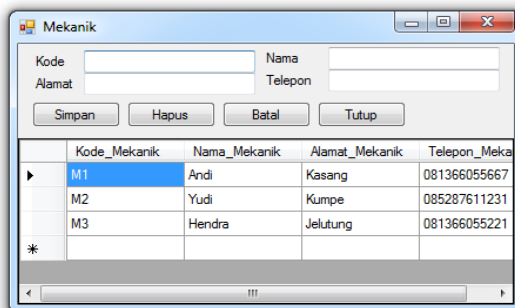 Mekanik
Kode Nama
Alamat Telepon
Simpan Hapus Batal Tutup
Kode_Mekanik Nama_Mekanik Alamat_Mekanik Telepon_Meka
M1 Andi Kasang 081366055667
M2 Yudi Kumpe 085287611231
M3 Hendra Jelutung 081366055221